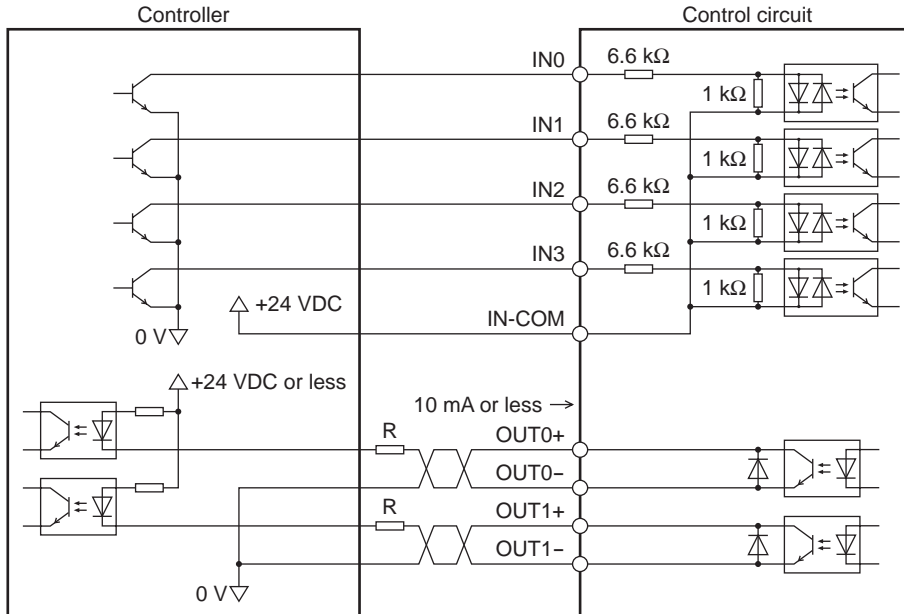 Controller
Control circuit
IN0
6.6 kΩ
1 kΩ
IN1
6.6 kΩ
1 kΩ
IN2
6.6 kΩ
1 kΩ
IN3
6.6 kΩ
1 kΩ
+24 VDC
IN-COM
0 V
+24 VDC or less
10 mA or less →
R
OUT0+
OUT0−
R
OUT1+
OUT1−
0 V